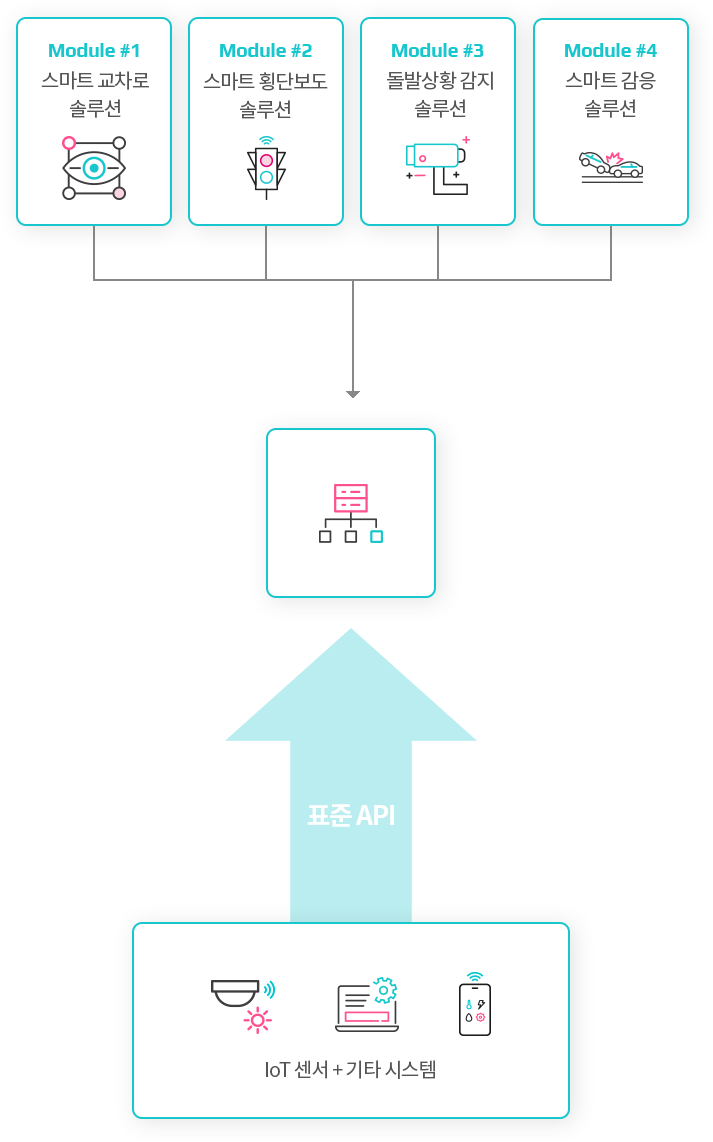 Module #1
스마트 교차로
솔루션
Module #2
스마트 횡단보도
솔루션
Module #3
돌발상황 감지
솔루션
Module #4
스마트 감응
솔루션
표준 API
IoT 센서 + 기타 시스템